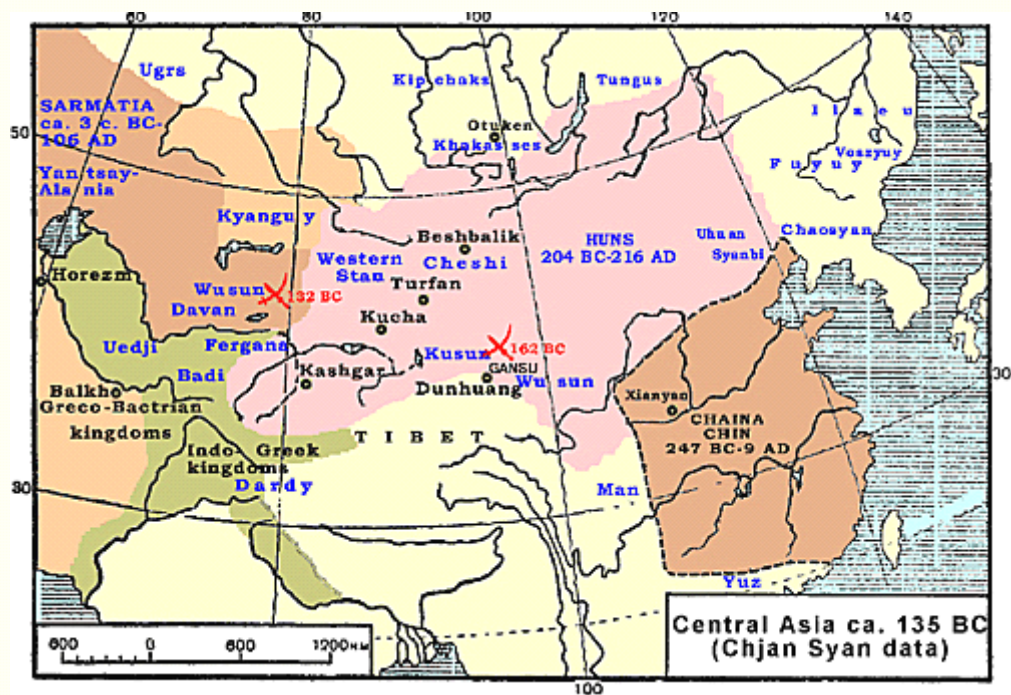 60
80
100
120
140
Ugrs
Kipchaks
Tungus
SARMATIA
ca. 3 c. BC-
106 AD
Ilaeu
Otuken
50
Khakasses
Voszyuy
Fuyuy
Yantsay-
Alania
Kyanguy
Chaosyan
Beshbalik
HUNS
204 BC-216 AD
Uhuan
Syanbi
Western
Stan
Cheshi
Horezm
Turfan
Wusun
132 BC
Davan
Kucha
Uedji
Fergana
Kusun
162 BC
GANSU
Badi
Kashgar
Dunhuang
Wusun
30
Balkho
Xianyan
Greco-Bactrian
kingdoms
CHAINA
CHIN
247 BC-9 AD
TIBET
Indo-Greek
kingdoms
Dardy
30
Man
Yuz
Central Asia ca. 135 BC
(Chjan Syan data)
600 0 600 1200 км
100